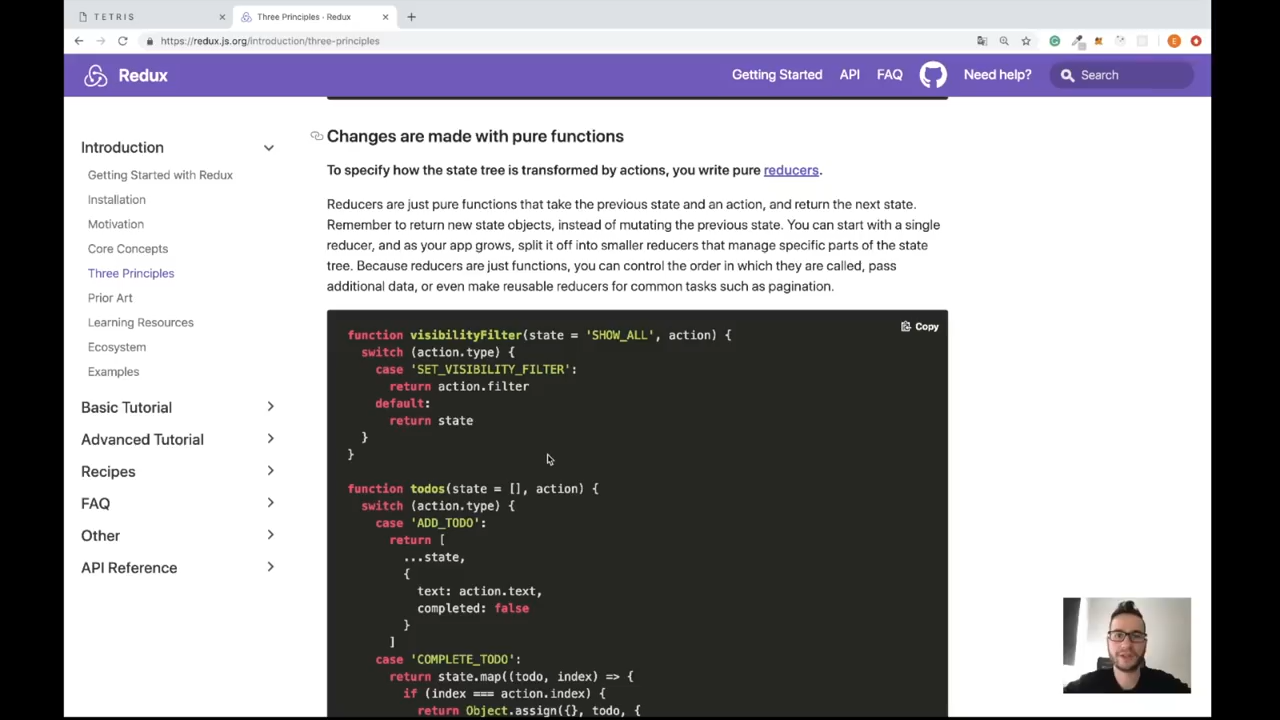 TETRIS
Three Principles · Redux
https://redux.js.org/introduction/three-principles
E
Redux
Getting Started
API
FAQ
Need help?
Search
Introduction
Getting Started with Redux
Installation
Motivation
Core Concepts
Three Principles
Prior Art
Learning Resources
Ecosystem
Examples
Basic Tutorial
Advanced Tutorial
Recipes
FAQ
Other
API Reference
Changes are made with pure functions
To specify how the state tree is transformed by actions, you write pure reducers.
Reducers are just pure functions that take the previous state and an action, and return the next state.
Remember to return new state objects, instead of mutating the previous state. You can start with a single
reducer, and as your app grows, split it off into smaller reducers that manage specific parts of the state
tree. Because reducers are just functions, you can control the order in which they are called, pass
additional data, or even make reusable reducers for common tasks such as pagination.
Copy
function visibilityFilter(state = 'SHOW_ALL', action) {
switch (action.type) {
case 'SET_VISIBILITY_FILTER':
return action.filter
default:
return state
}
}
function todos(state = [], action) {
switch (action.type) {
case 'ADD_TODO':
return [
...state,
{
text: action.text,
completed: false
}
]
case 'COMPLETE_TODO':
return state.map((todo, index) => {
if (index === action.index) {
return Object.assign({}, todo, {